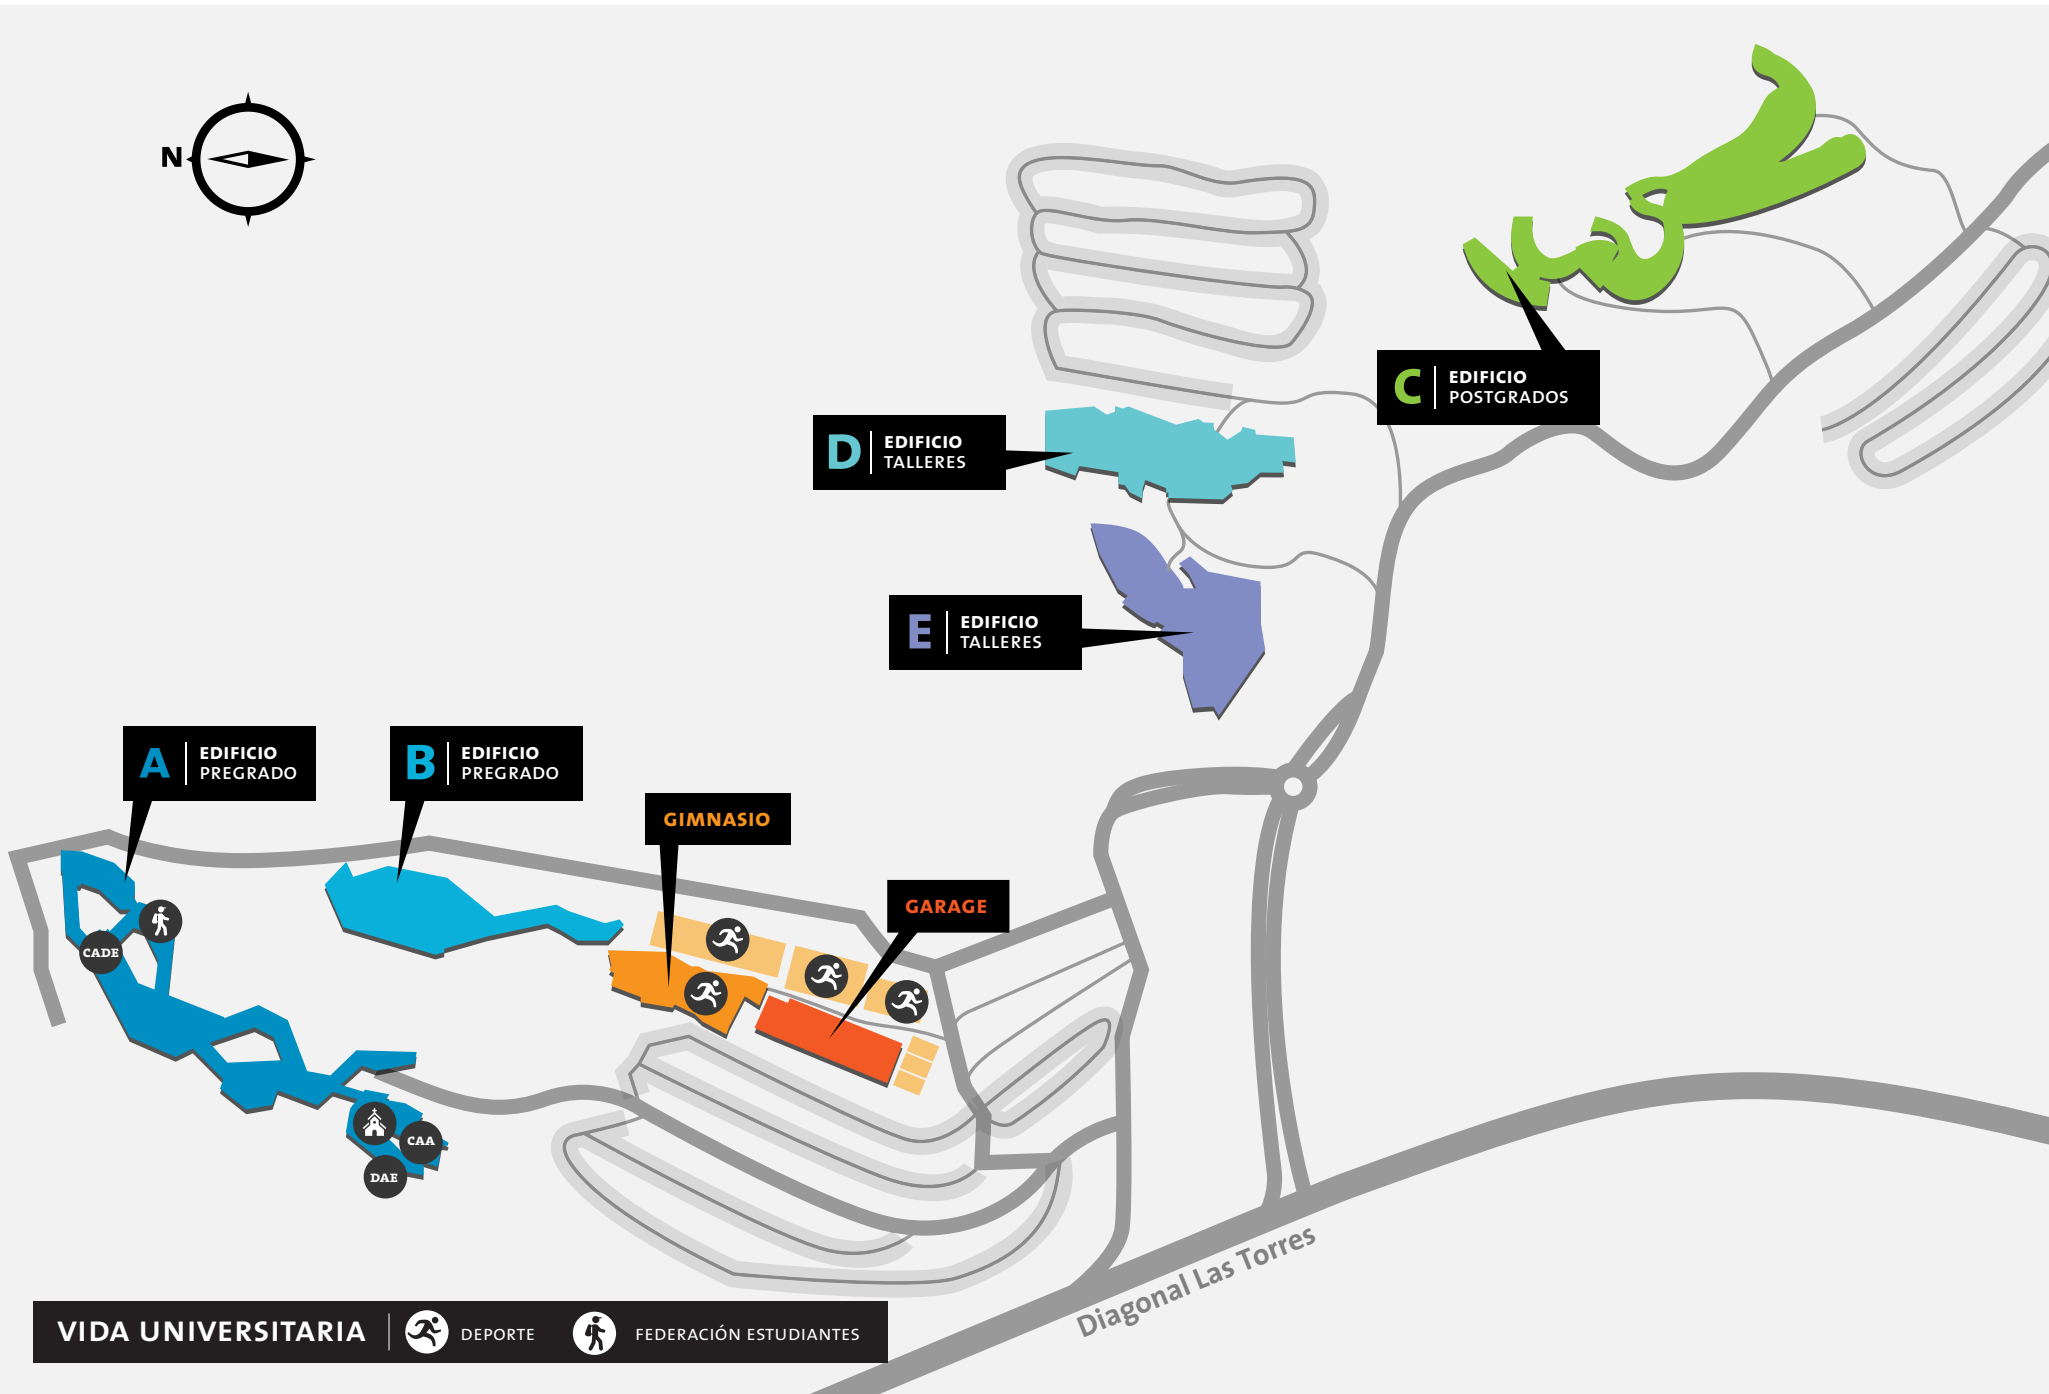 N
C
EDIFICIO
POSTGRADOS
D
EDIFICIO
TALLERES
E
EDIFICIO
TALLERES
A
EDIFICIO
PREGRADO
B
EDIFICIO
PREGRADO
GIMNASIO
GARAGE
CADE
CAA
DAE
Diagonal Las Torres
VIDA UNIVERSITARIA
DEPORTE
FEDERACIÓN ESTUDIANTES